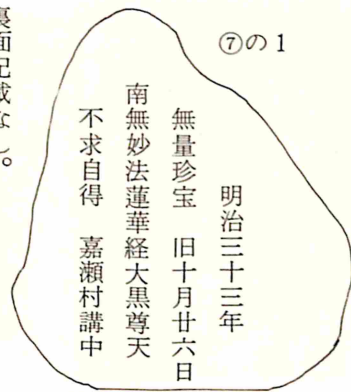 ⑦の1
明治三十三年
無量珍宝　旧十月廿六日
南無妙法蓮華経大黒尊天
不求自得　嘉瀬村講中
裏面記載なし。